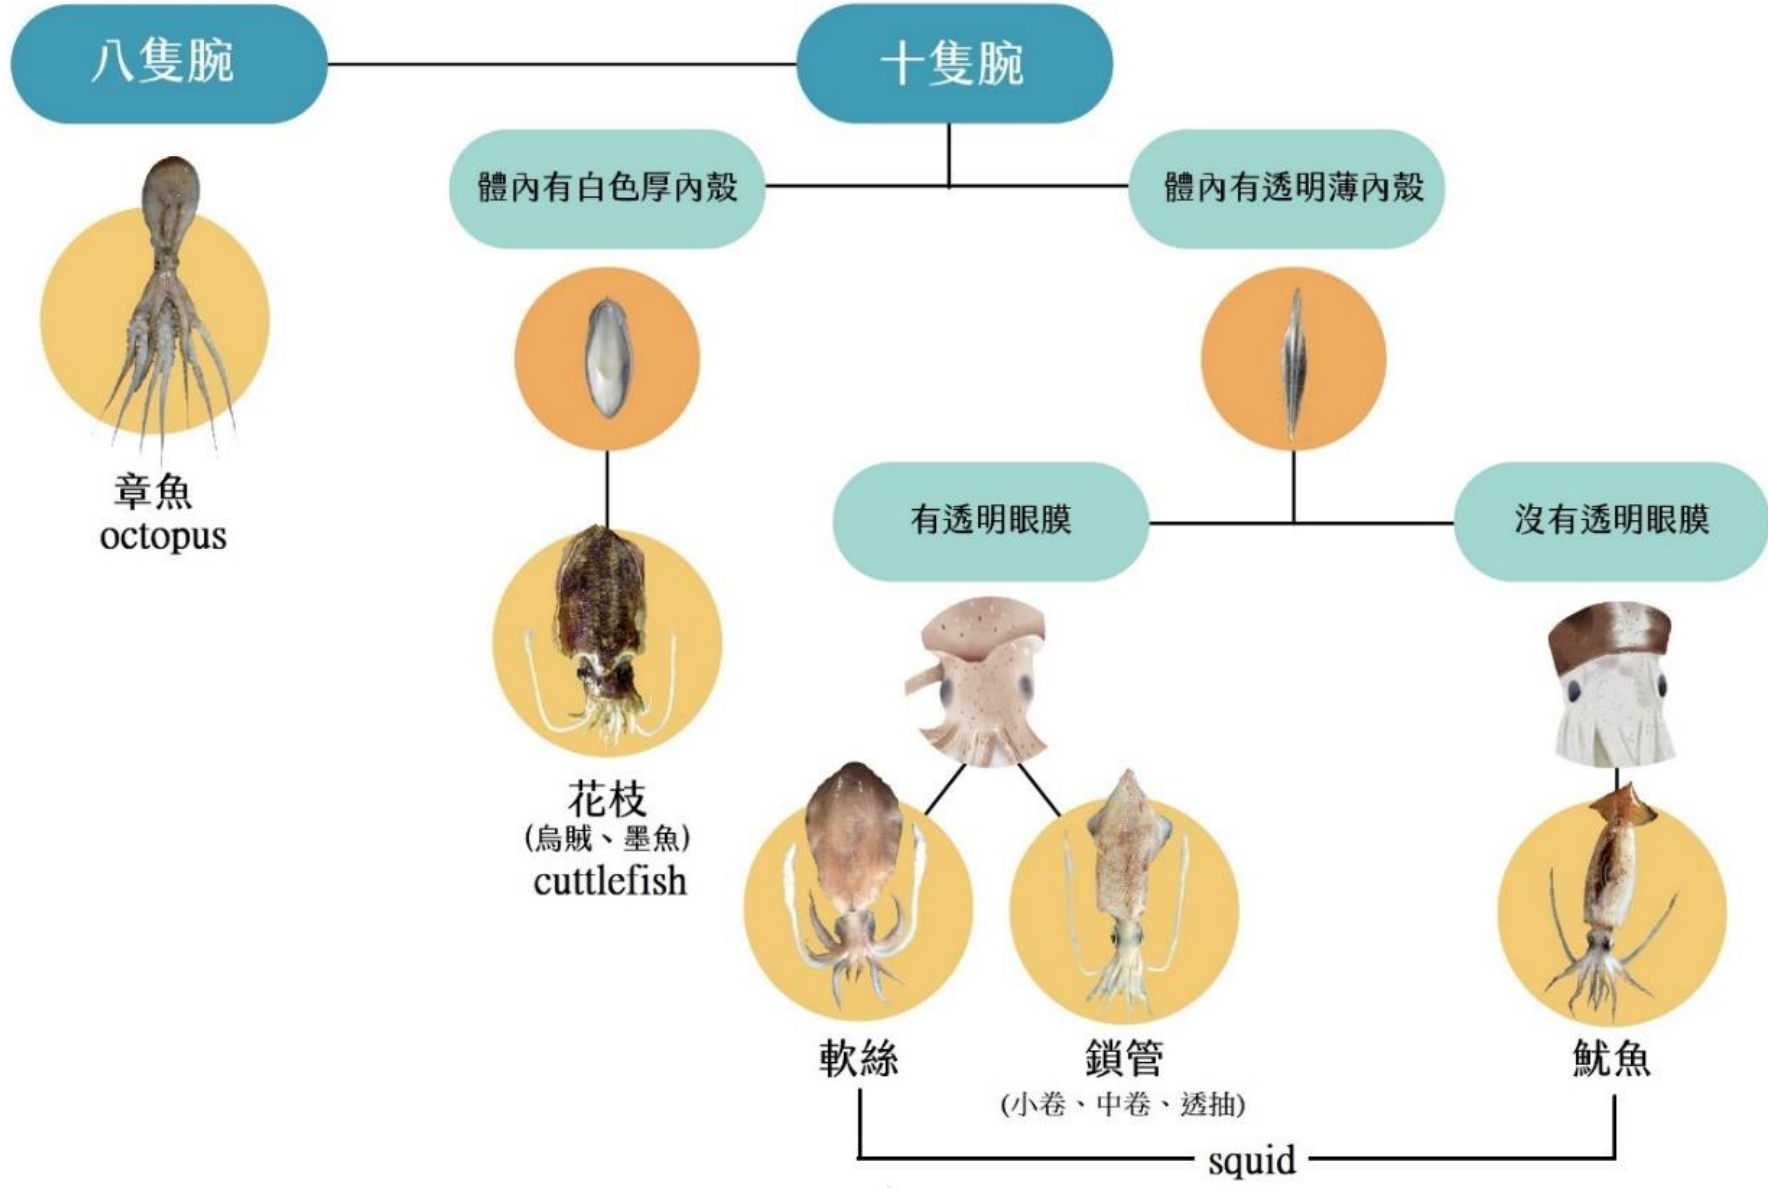 八隻腕
十隻腕
體內有白色厚內殼
體內有透明薄內殼
章魚
octopus
有透明眼膜
沒有透明眼膜
花枝
(烏賊、墨魚)
cuttlefish
軟絲
鎖管
(小卷、中卷、透抽)
魷魚
squid